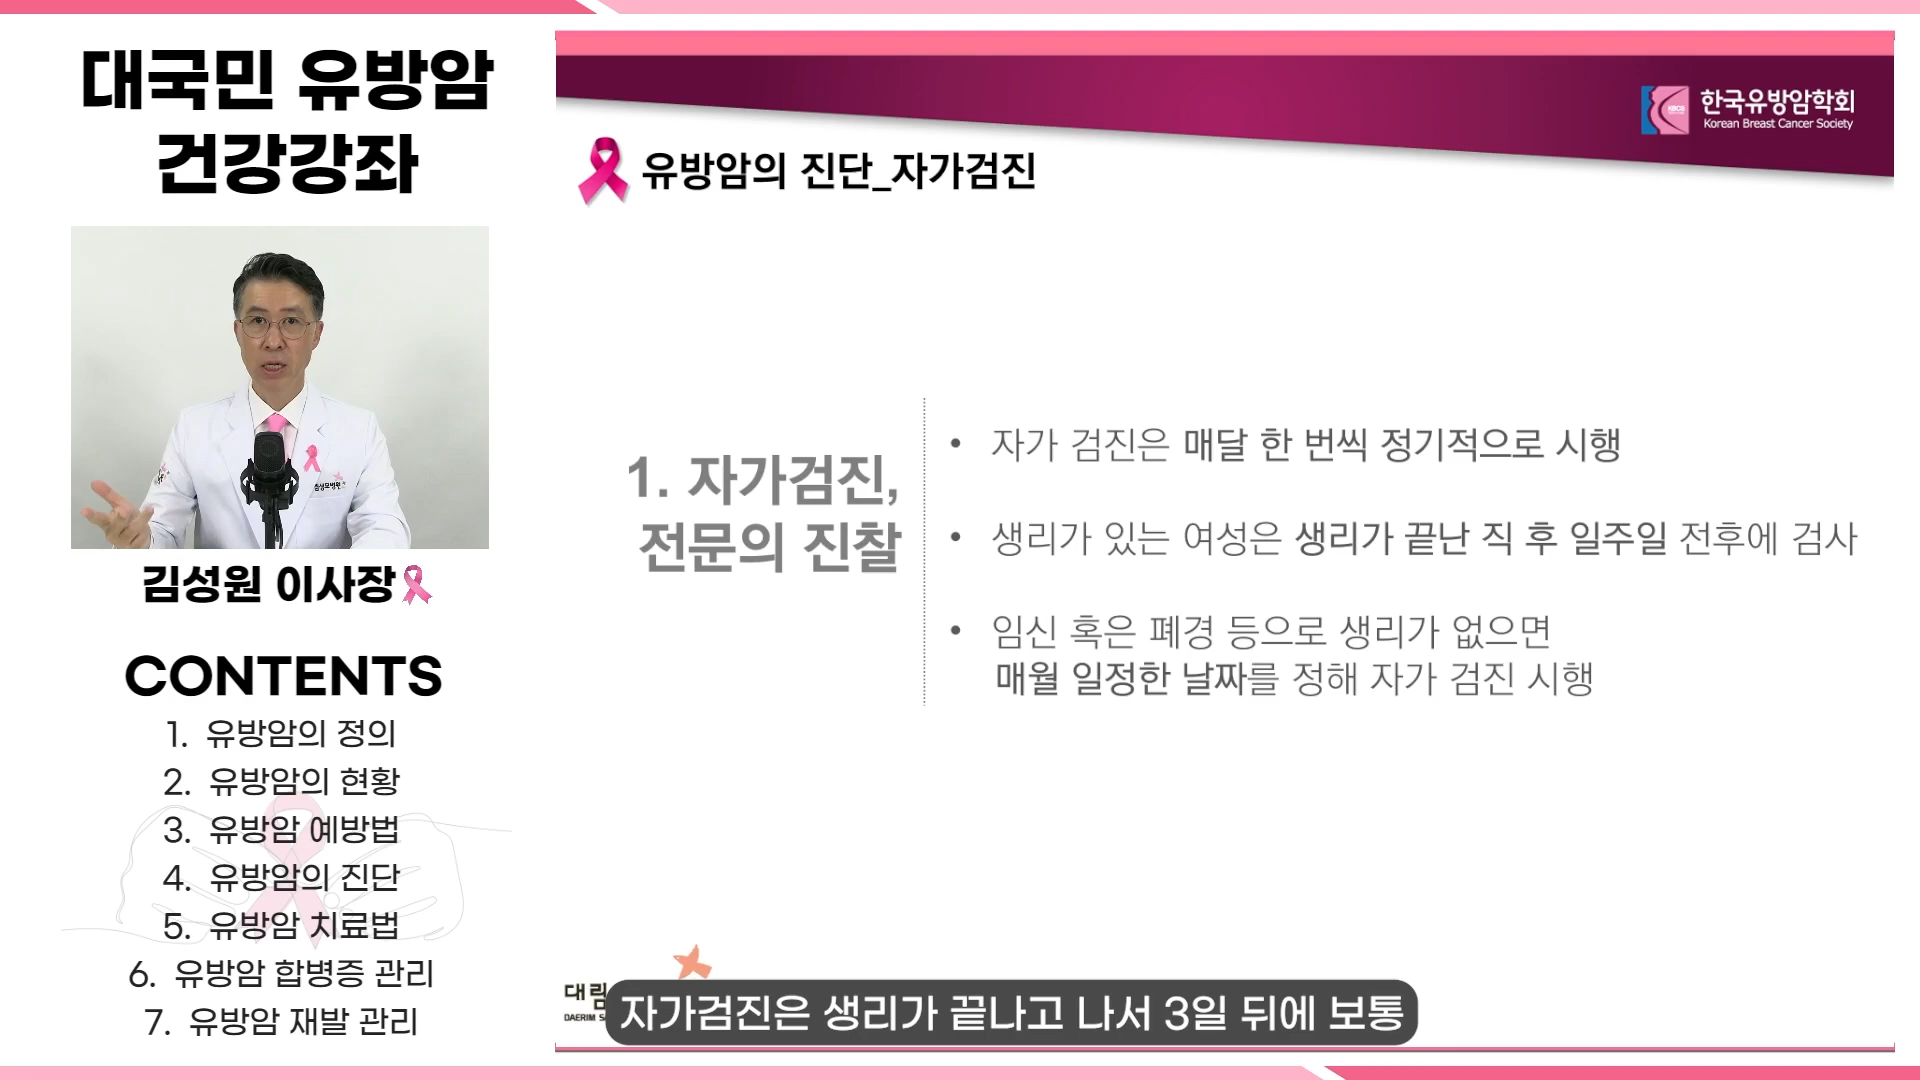 대국민 유방암
건강강좌
김성원 이사장
CONTENTS
1. 유방암의 정의
2. 유방암의 현황
3. 유방암 예방법
4. 유방암의 진단
5. 유방암 치료법
6. 유방암 합병증 관리
7. 유방암 재발 관리
한국유방암학회
Korean Breast Cancer Society
유방암의 진단_자가검진
1. 자가검진,
전문의 진찰
• 자가 검진은 매달 한 번씩 정기적으로 시행
• 생리가 있는 여성은 생리가 끝난 직 후 일주일 전후에 검사
• 임신 혹은 폐경 등으로 생리가 없으면
매월 일정한 날짜를 정해 자가 검진 시행
대림
DAERIM
자가검진은 생리가 끝나고 나서 3일 뒤에 보통